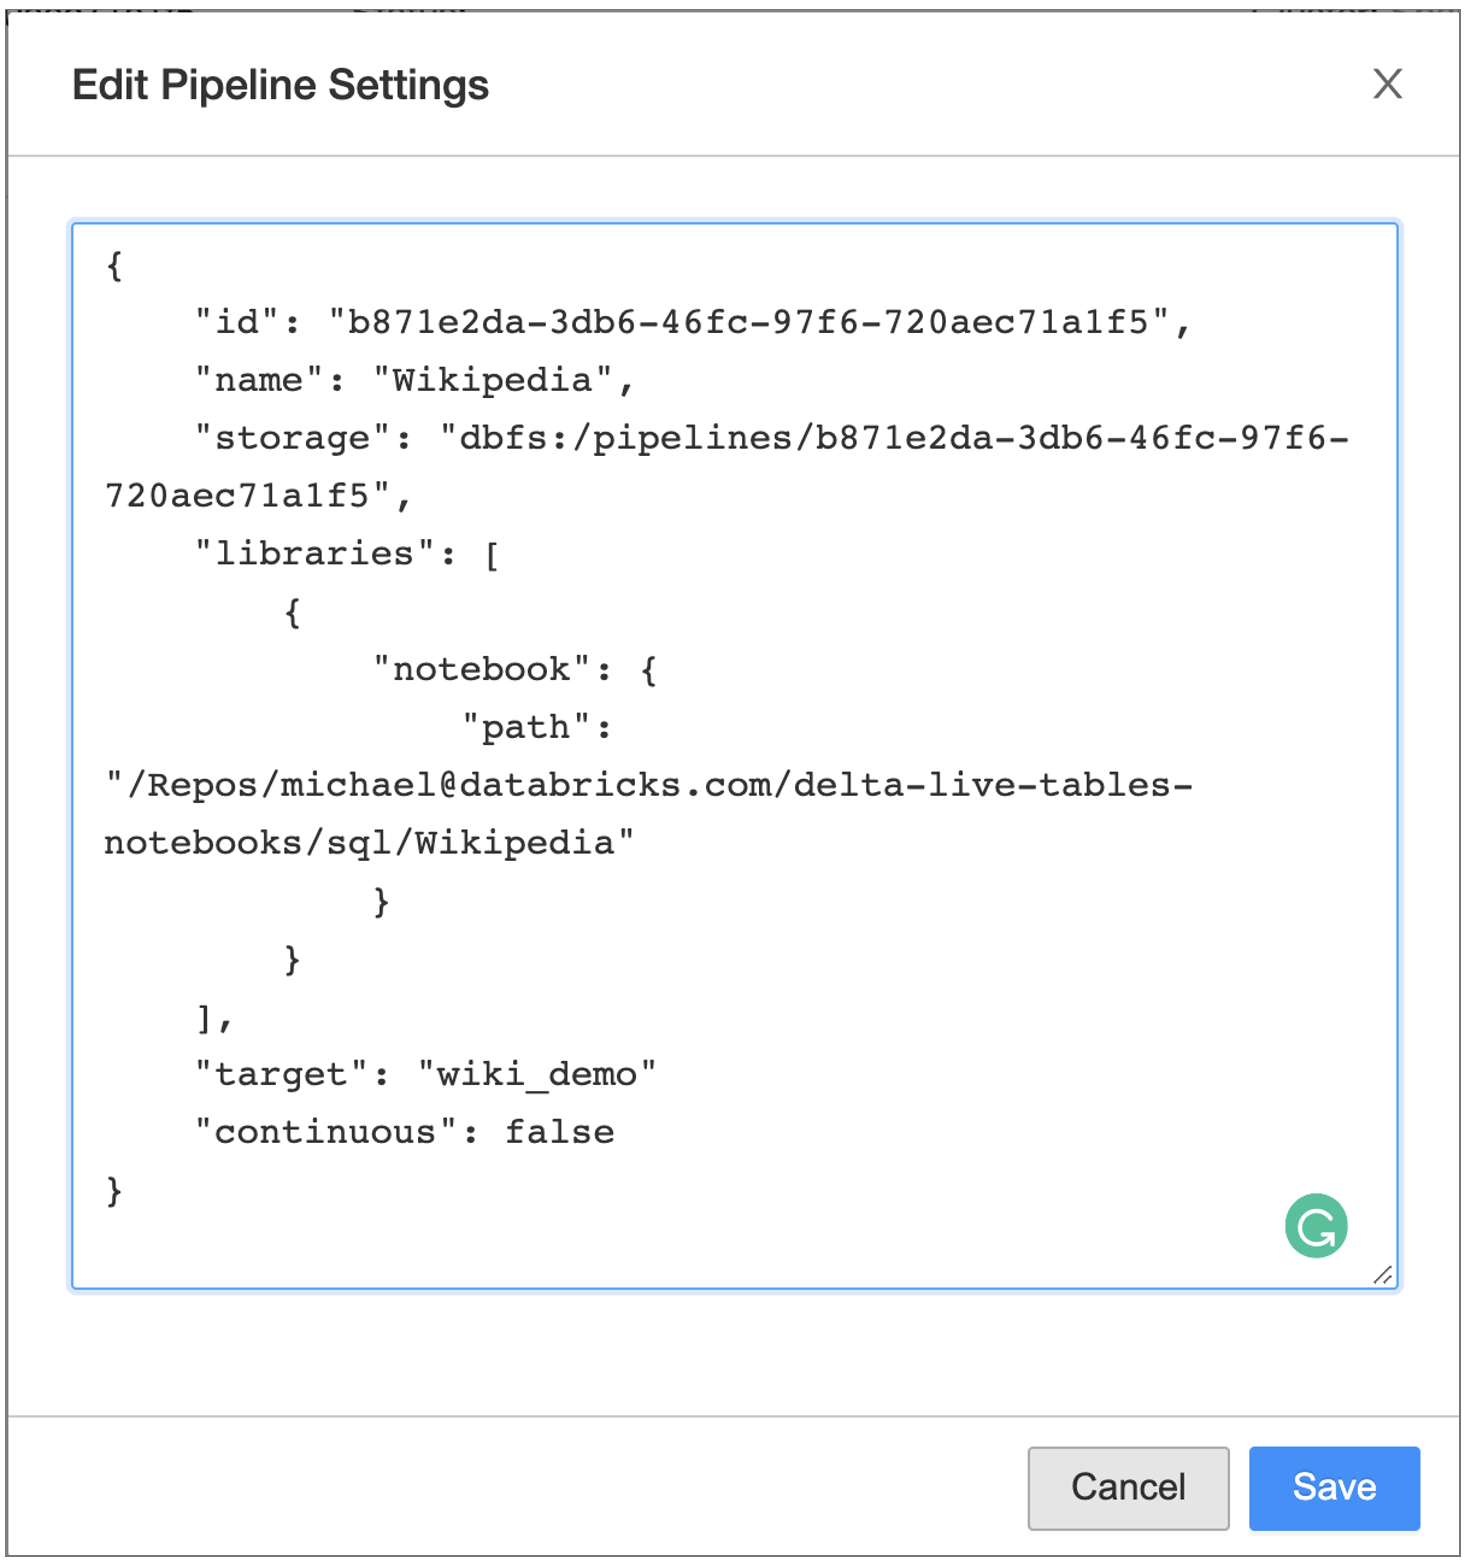 Edit Pipeline Settings X
{
"id": "b871e2da-3db6-46fc-97f6-720aec71a1f5",
"name": "Wikipedia",
"storage": "dbfs:/pipelines/b871e2da-3db6-46fc-97f6-
720aec71a1f5",
"libraries": [
{
"notebook": {
"path":
"/Repos/michael@databricks.com/delta-live-tables-
notebooks/sql/Wikipedia"
}
}
],
"target": "wiki_demo"
"continuous": false
}
Cancel Save